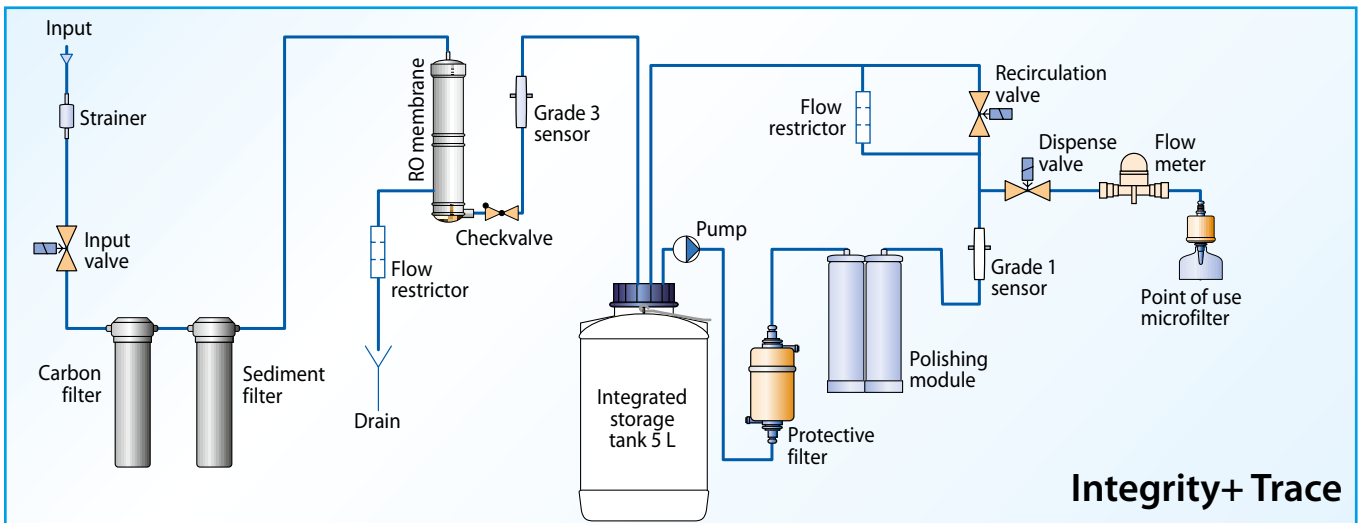 Input
Strainer
Input
valve
Carbon
filter
Sediment
filter
RO membrane
Flow
restrictor
Drain
Checkvalve
Grade 3
sensor
Integrated
storage
tank 5 L
Pump
Protective
filter
Polishing
module
Flow
restrictor
Recirculation
valve
Grade 1
sensor
Dispense
valve
Flow
meter
Point of use
microfilter
Integrity+ Trace